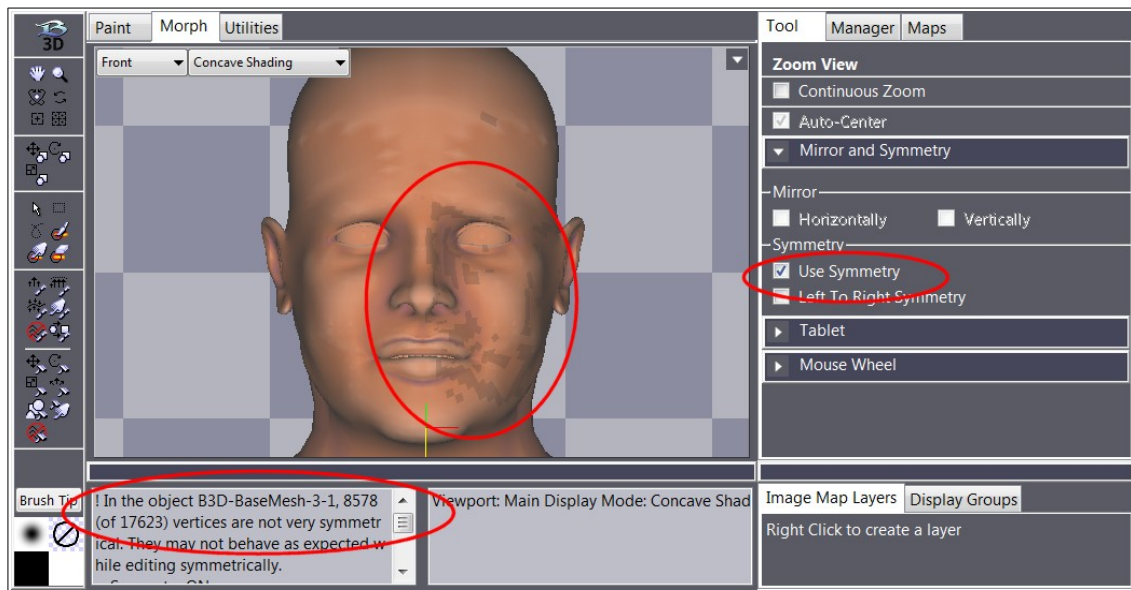 B
3D
Paint Morph Utilities
Front Concave Shading
Tool Manager Maps
Zoom View
Continuous Zoom
Auto-Center
Mirror and Symmetry
Mirror
Horizontally Vertically
Symmetry
Use Symmetry
Left To Right Symmetry
Tablet
Mouse Wheel
Brush Tip
! In the object B3D-BaseMesh-3-1, 8578
(of 17623) vertices are not very symmetr
ical. They may not behave as expected w
hile editing symmetrically.
Symmetry ON
Viewport: Main Display Mode: Concave Shad
Image Map Layers Display Groups
Right Click to create a layer